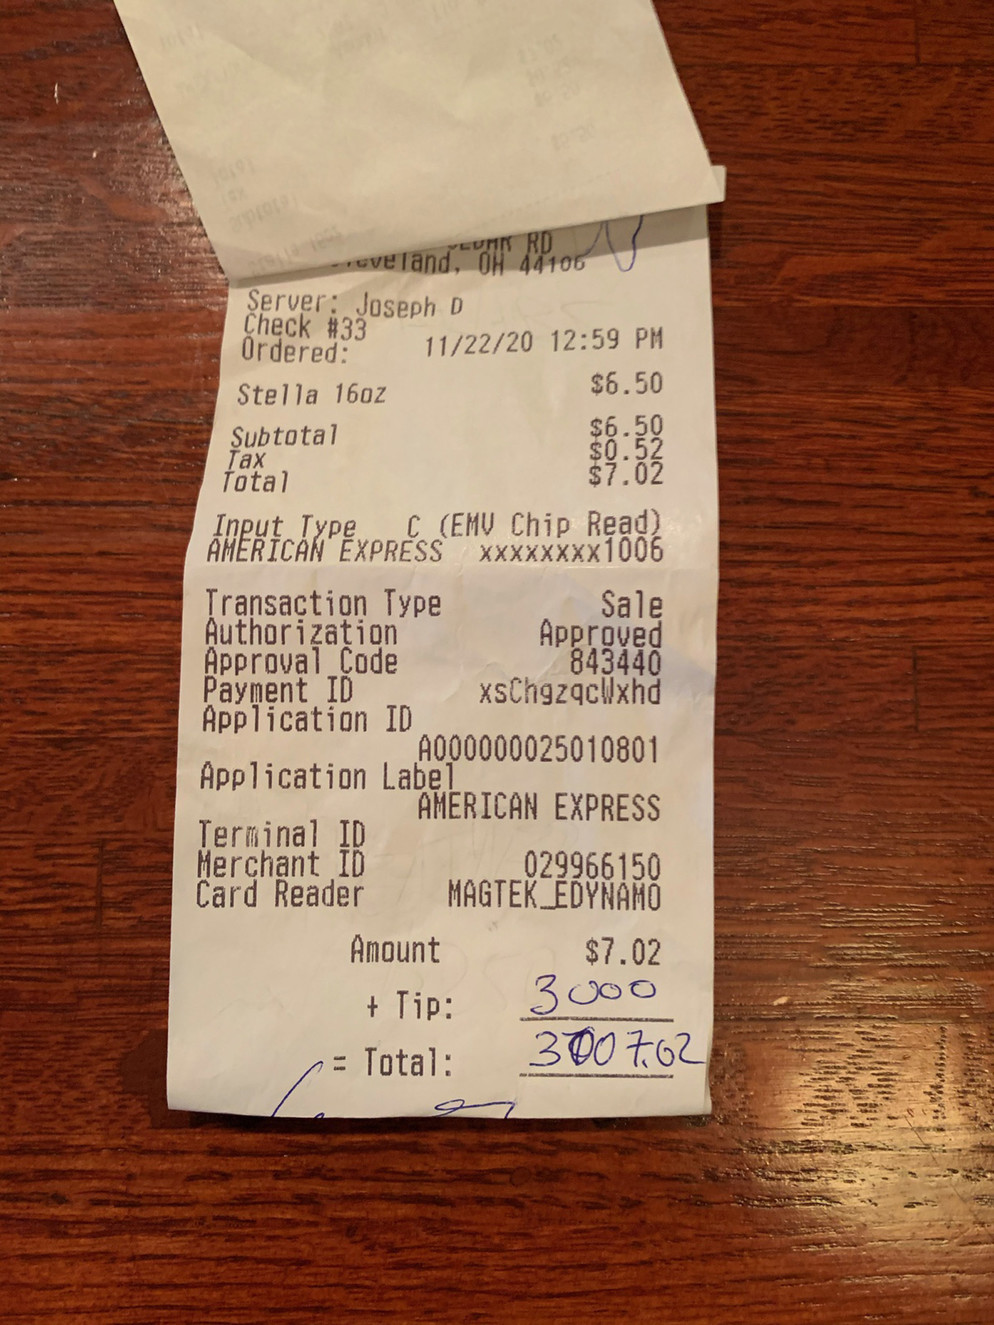 RD
Cleveland, OH 44106
Server: Joseph D
Check #33
Ordered: 11/22/20 12:59 PM
Stella 16oz $6.50
Subtotal $6.50
Tax $0.52
Total $7.02
Input Type C (EMV Chip Read)
AMERICAN EXPRESS xxxxxxxx1006
Transaction Type Sale
Authorization Approved
Approval Code 843440
Payment ID xsChgzqcWxhd
Application ID
A000000025010801
Application Label
AMERICAN EXPRESS
Terminal ID
Merchant ID 029966150
Card Reader MAGTEK_EDYNAMO
Amount $7.02
+ Tip: 3000
= Total: 3007.02